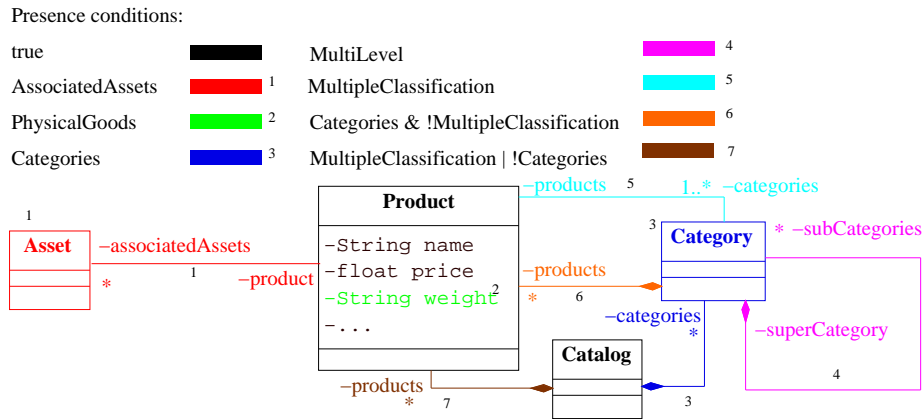 Presence conditions:
true
AssociatedAssets 1
PhysicalGoods 2
Categories 3
MultiLevel 4
MultipleClassification 5
Categories & !MultipleClassification 6
MultipleClassification | !Categories 7
−products 5 1..* −categories
1
Asset
−associatedAssets
*
1
−product
Product
−String name
−float price
−String weight 2
−...
3
Category
* −subCategories
−products
* 6
−categories
*
−superCategory
4
Catalog
−products
* 7
3